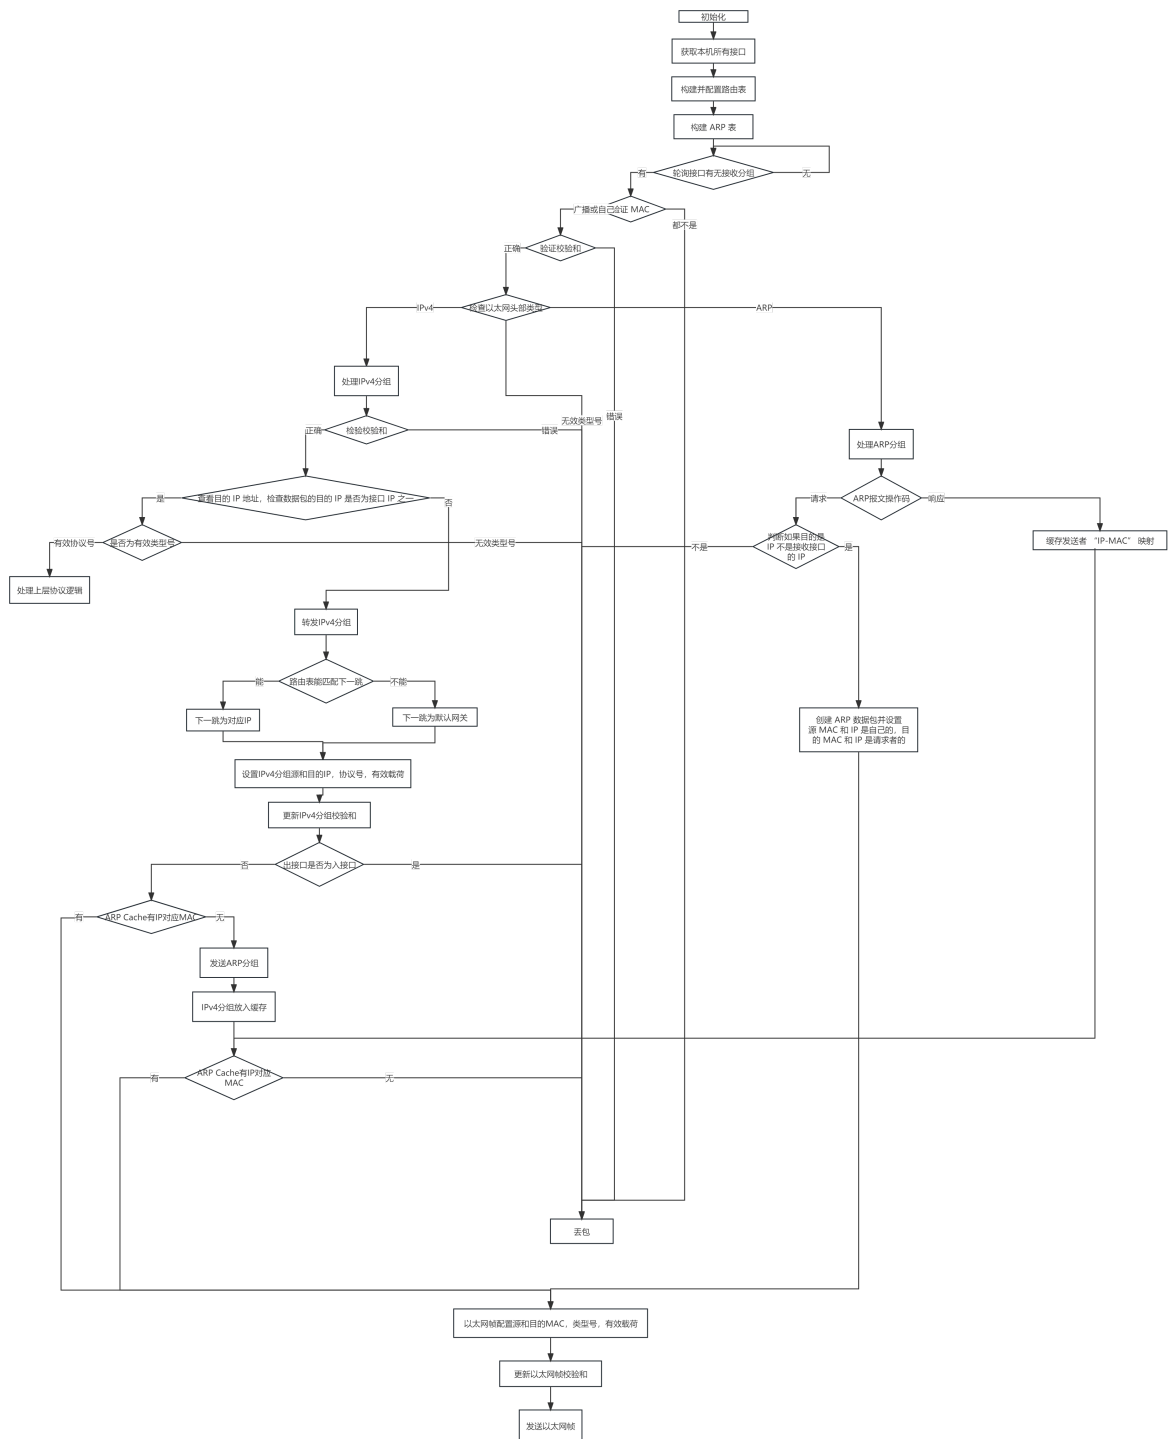 初始化
获取本机所有接口
构建并配置路由表
构建 ARP 表
轮询接口有无接收分组
有
无
广播或自己
验证 MAC
都不是
验证校验和
正确
错误
检查以太网头部类型
IPv4
ARP
无效类型号
处理IPv4分组
检验校验和
正确
错误
处理ARP分组
ARP报文操作码
请求
响应
查看目的 IP 地址，检查数据包的目的 IP 是否为接口 IP 之一
是
否
是否为有效类型号
有效协议号
无效类型号
处理上层协议逻辑
判断如果目的是
IP 不是接收接口
的 IP
不是
是
缓存发送者 “IP-MAC” 映射
转发IPv4分组
路由表能匹配下一跳
能
不能
下一跳为对应IP
下一跳为默认网关
创建 ARP 数据包并设置
源 MAC 和 IP 是自己的，目
的 MAC 和 IP 是请求者的
设置IPv4分组源和目的IP，协议号，有效载荷
更新IPv4分组校验和
出接口是否为入接口
否
是
ARP Cache有IP对应MAC
有
无
发送ARP分组
IPv4分组放入缓存
ARP Cache有IP对应
MAC
有
无
丢包
以太网帧配置源和目的MAC，类型号，有效载荷
更新以太网帧校验和
发送以太网帧